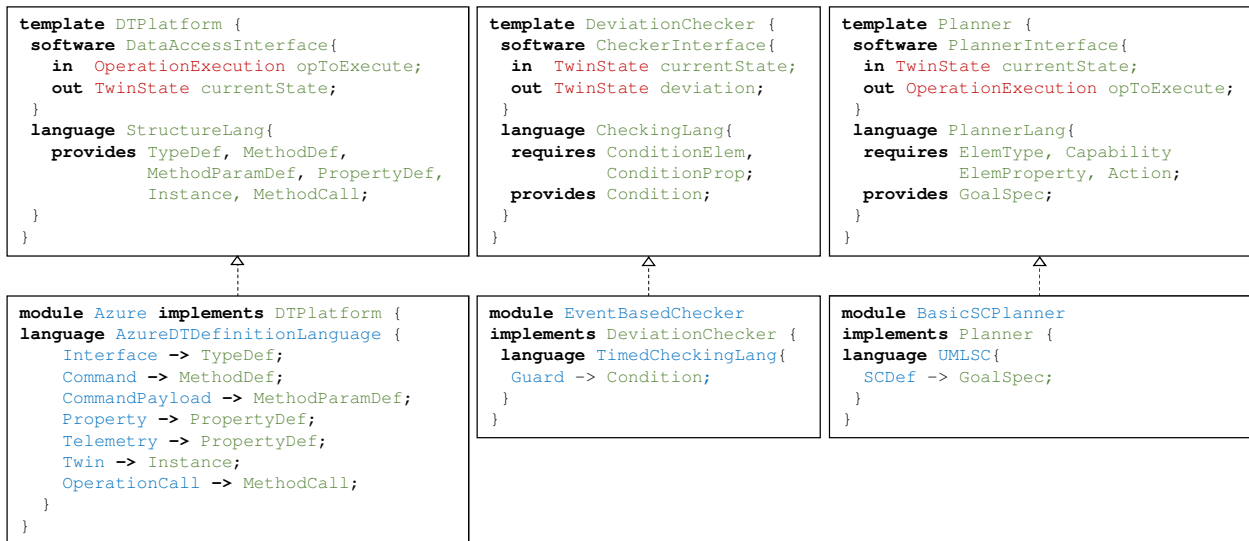 template DTPlatform {
software DataAccessInterface{
in OperationExecution opToExecute;
out TwinState currentState;
}
language StructureLang{
provides TypeDef, MethodDef,
MethodParamDef, PropertyDef,
Instance, MethodCall;
}
}
template DeviationChecker {
software CheckerInterface{
in TwinState currentState;
out TwinState deviation;
}
language CheckingLang{
requires ConditionElem,
ConditionProp;
provides Condition;
}
}
template Planner {
software PlannerInterface{
in TwinState currentState;
out OperationExecution opToExecute;
}
language PlannerLang{
requires ElemType, Capability
ElemProperty, Action;
provides GoalSpec;
}
}
module Azure implements DTPlatform {
language AzureDTDefinitionLanguage {
Interface -> TypeDef;
Command -> MethodDef;
CommandPayload -> MethodParamDef;
Property -> PropertyDef;
Telemetry -> PropertyDef;
Twin -> Instance;
OperationCall -> MethodCall;
}
}
module EventBasedChecker
implements DeviationChecker {
language TimedCheckingLang{
Guard -> Condition;
}
}
module BasicSCPlanner
implements Planner {
language UMLSC{
SCDef -> GoalSpec;
}
}